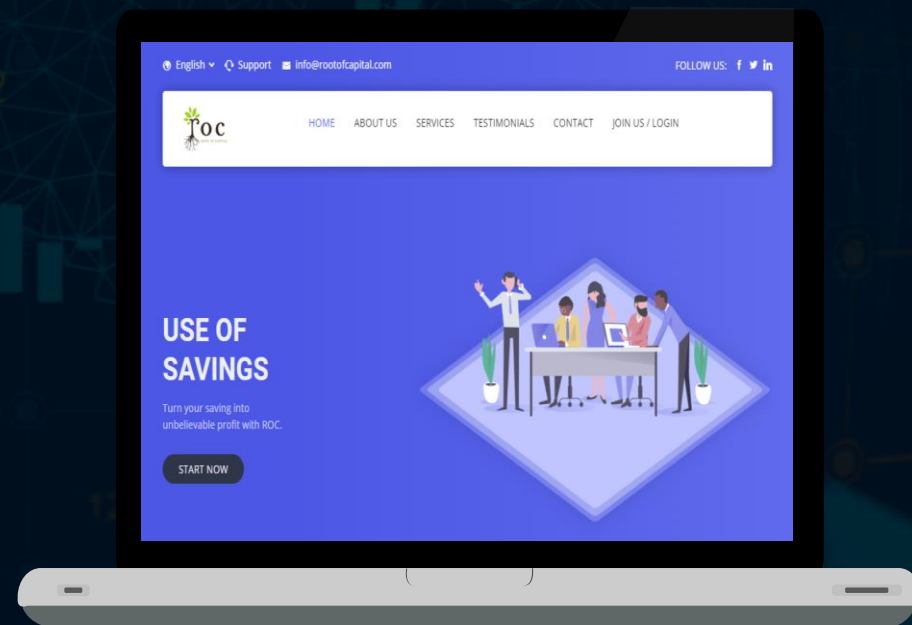 English
Support
info@rootofcapital.com
FOLLOW US:
roc
HOME
ABOUT US
SERVICES
TESTIMONIALS
CONTACT
JOIN US / LOGIN
USE OF
SAVINGS
Turn your saving into
unbelievable profit with ROC.
START NOW